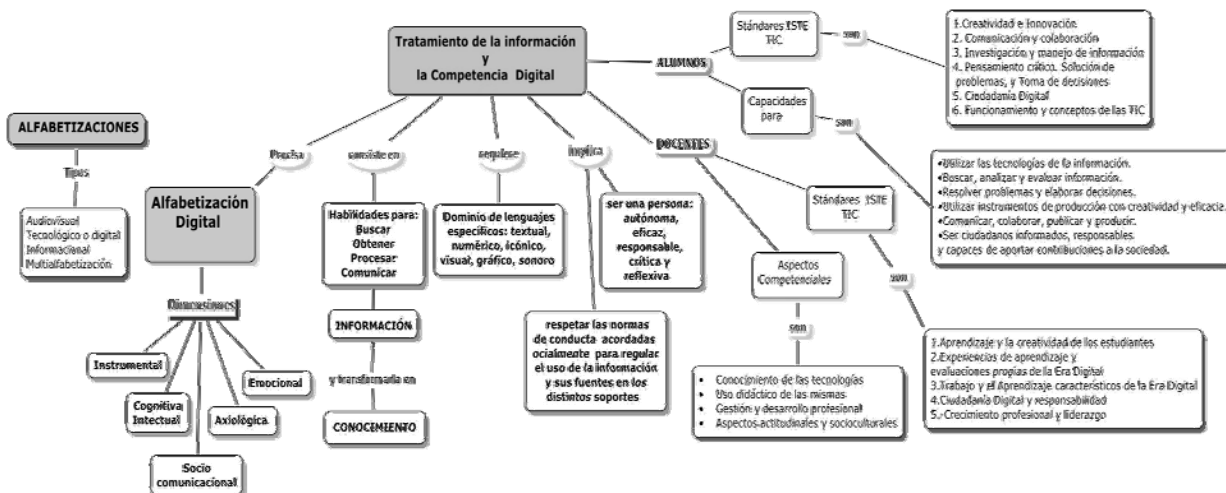 Tratamiento de la información
y
la Competencia Digital
ALUMNOS
Stándares ISTE
TIC
son
1.Creatividad e Innovación
2. Comunicación y colaboración
3. Investigación y manejo de información
4. Pensamiento crítica. Solución de
problemas, y Toma de decisiones
5. Ciudadanía Digital
6. Funcionamiento y conceptos de las TIC
Capacidades
para
son
•Utilizar las tecnologías de la información.
•Buscar, analizar y evaluar información.
•Resolver problemas y elaborar decisiones.
•Utilizar instrumentos de producción con creatividad y eficacia.
•Comunicar, colaborar, publicar y producir.
•Ser ciudadanos informados, responsables.
y capaces de aportar contribuciones a la sociedad.
DOCENTES
Stándares ISTE
TIC
son
1.Aprendizaje y la creatividad de los estudiantes
2.Experiencias de aprendizaje y
evaluaciones propias de la Era Digital
3.Trabajo y el Aprendizaje característicos de la Era Digital
4.Ciudadanía Digital y responsabilidad
5.-Crecimiento profesional y liderazgo
Aspectos
Competenciales
son
• Conocimiento de las tecnologías
• Uso didáctico de las mismas
• Gestión y desarrollo profesional
• Aspectos actitudinales y socioculturales
implica
ser una persona:
autónoma,
eficaz,
responsable,
crítica y
reflexiva
respetar las normas
de conducta acordadas
ocialmente para regular
el uso de la información
y sus fuentes en los
distintos soportes
requiere
Dominio de lenguajes
específicos: textual,
numérico, icónico,
visual, gráfico, sonoro
consiste en
Habilidades para:
Buscar
Obtener
Procesar
Comunicar
INFORMACIÓN
y transformarla en
CONOCIMIENTO
Precisa
Alfabetización
Digital
Dimensiones
Instrumental
Cognitiva
Intectual
Socio
comunicacional
Axiológica
Emocional
ALFABETIZACIONES
Tipos
Audiovisual
Tecnológico o digital
Informacional
Multialfabetización